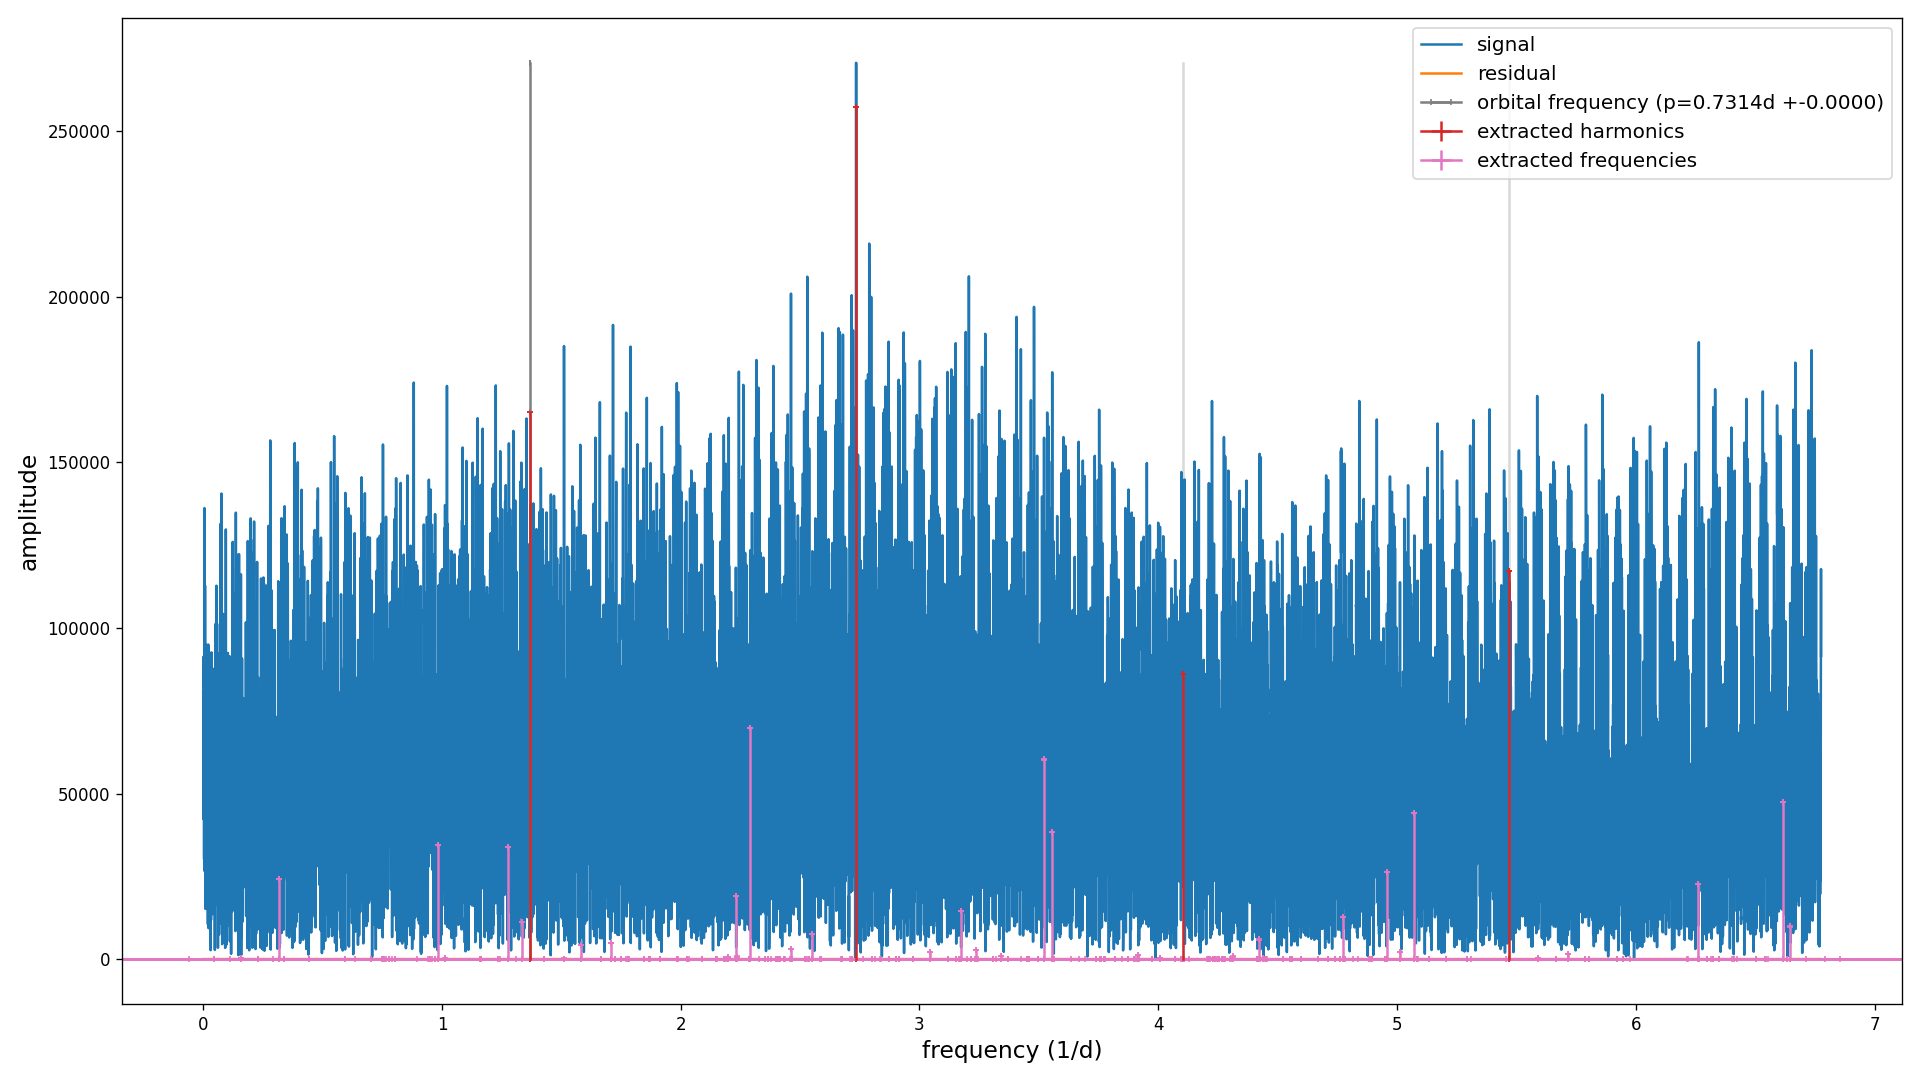 signal
residual
orbital frequency (p=0.7314d +-0.0000)
extracted harmonics
extracted frequencies
amplitude
250000
200000
150000
100000
50000
0
0 1 2 3 4 5 6 7
frequency (1/d)